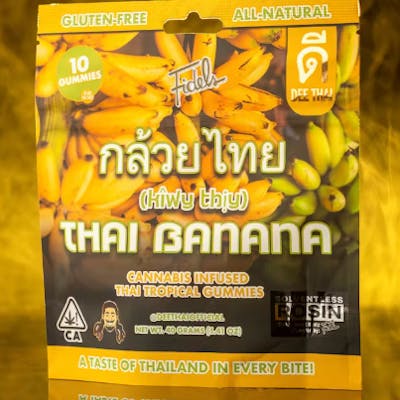 GLUTEN-FREE
ALL-NATURAL
10
GUMMIES
Fidels
ดี
DEE THAI
กล้วยไทย
(kîwy thịy)
THAI BANANA
CANNABIS INFUSED
THAI TROPICAL GUMMIES
@DEETHAIOFFICIAL
NET WT. 40 GRAMS (1.41 OZ)
CA
SOLVENTLESS
ROSIN
A TASTE OF THAILAND IN EVERY BITE!